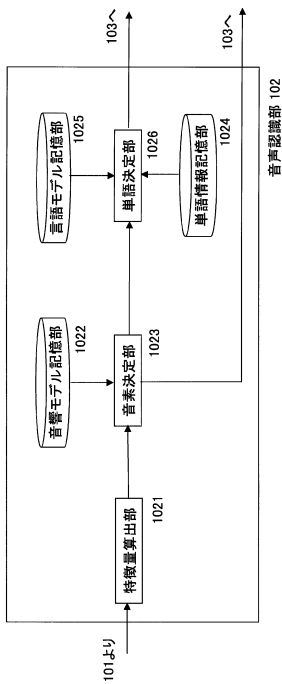 101より
特徴量算出部
1021
音響モデル記憶部
1022
音素決定部
1023
言語モデル記憶部
1025
単語決定部
1026
単語情報記憶部
1024
103へ
103へ
音声認識部 102